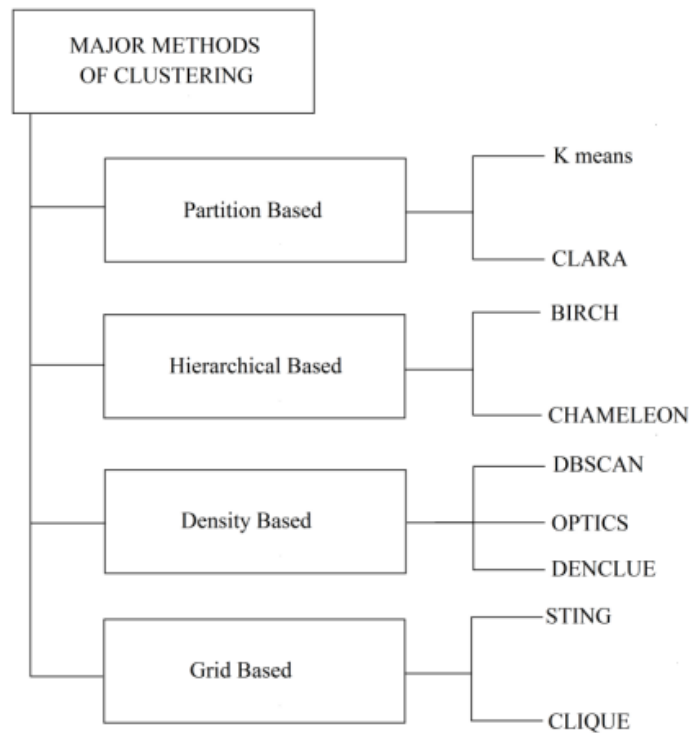 MAJOR METHODS
OF CLUSTERING
Partition Based
K means
CLARA
Hierarchical Based
BIRCH
CHAMELEON
Density Based
DBSCAN
OPTICS
DENCLUE
Grid Based
STING
CLIQUE